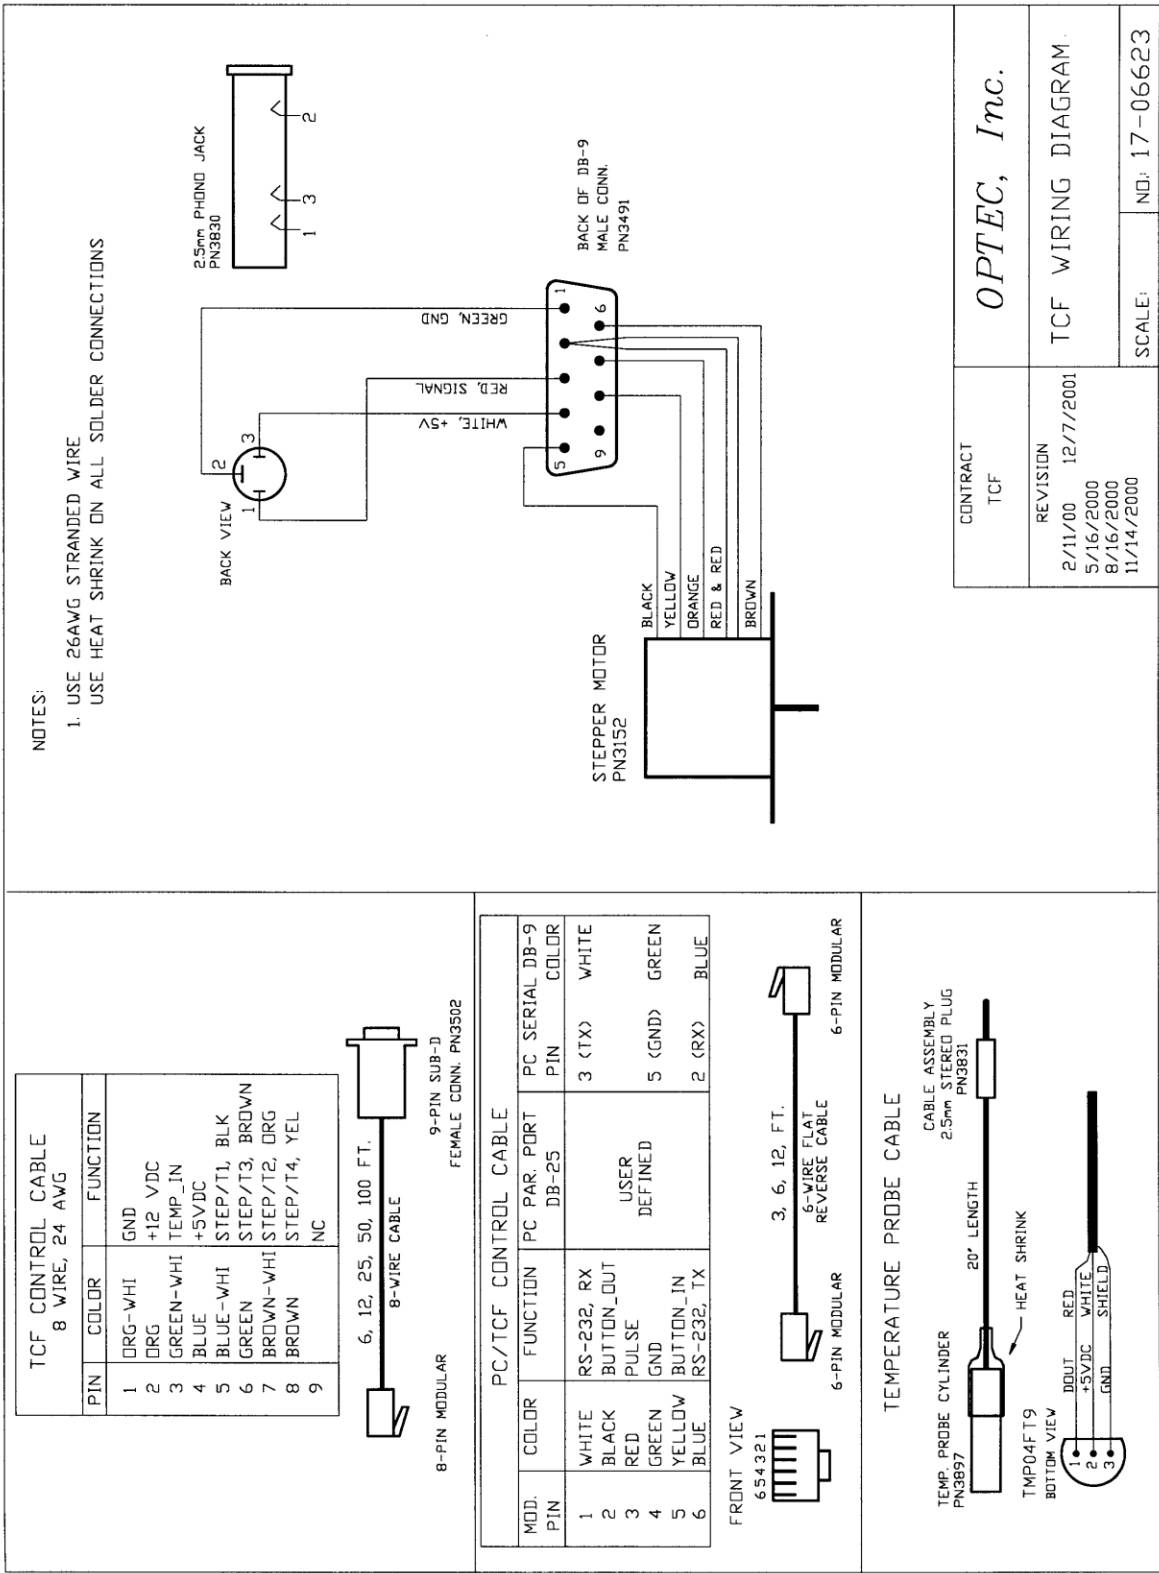 TCF CONTROL CABLE
8 WIRE, 24 AWG
PIN COLOR FUNCTION
1 ORG-WHI GND
2 ORG +12 VDC
3 GREEN-WHI TEMP_IN
4 BLUE +5VDC
5 BLUE-WHI STEP/T1, BLK
6 GREEN STEP/T3, BROWN
7 BROWN-WHI STEP/T2, ORG
8 BROWN STEP/T4, YEL
9 NC
6, 12, 25, 50, 100 FT.
8-WIRE CABLE
8-PIN MODULAR
9-PIN SUB-D
FEMALE CONN. PN3502
PC/TCF CONTROL CABLE
MOD. PIN COLOR FUNCTION PC PAR. PORT DB-25 PC SERIAL DB-9 PIN COLOR
1 WHITE RS-232, RX 3 (TX) WHITE
2 BLACK BUTTON_OUT
3 RED PULSE
4 GREEN GND 5 (GND) GREEN
5 YELLOW BUTTON_IN
6 BLUE RS-232, TX 2 (RX) BLUE
USER
DEFINED
FRONT VIEW
654321
3, 6, 12, FT.
6-WIRE FLAT
REVERSE CABLE
6-PIN MODULAR
6-PIN MODULAR
TEMPERATURE PROBE CABLE
TEMP. PROBE CYLINDER
PN3897
20" LENGTH
HEAT SHRINK
CABLE ASSEMBLY
2.5mm STEREO PLUG
PN3831
TMP04FT9
BOTTOM VIEW
1 DOUT RED
2 +5VDC WHITE
3 GND SHIELD
NOTES:
1. USE 26AWG STRANDED WIRE
USE HEAT SHRINK ON ALL SOLDER CONNECTIONS
2.5mm PHONO JACK
PN3830
1 3 2
BACK VIEW
1 2 3
GREEN, GND
RED, SIGNAL
WHITE, +5V
BACK OF DB-9
MALE CONN.
PN3491
5 1
9 6
STEPPER MOTOR
PN3152
BLACK
YELLOW
ORANGE
RED & RED
BROWN
CONTRACT
TCF
REVISION
2/11/00 12/7/2001
5/16/2000
8/16/2000
11/14/2000
OPTEC, Inc.
TCF WIRING DIAGRAM
SCALE:
NO.: 17-06623